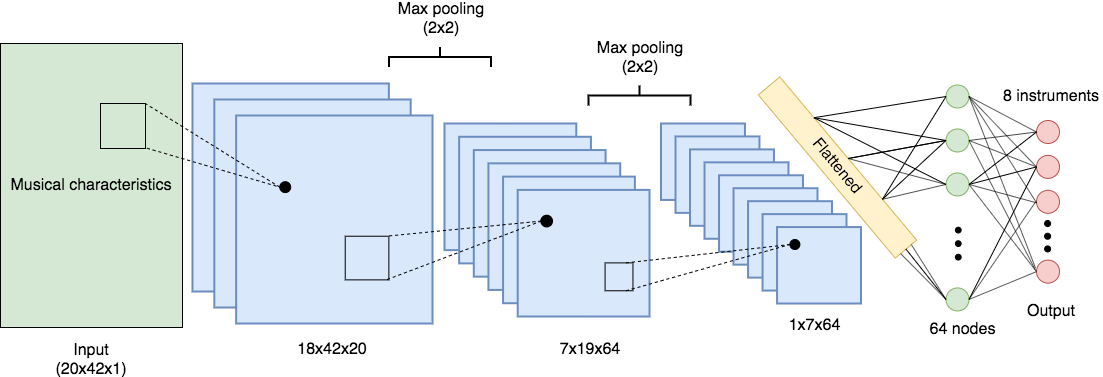 Max pooling
(2x2)
Max pooling
(2x2)
8 instruments
Musical characteristics
Flattened
Input
(20x42x1)
18x42x20
7x19x64
1x7x64
64 nodes
Output